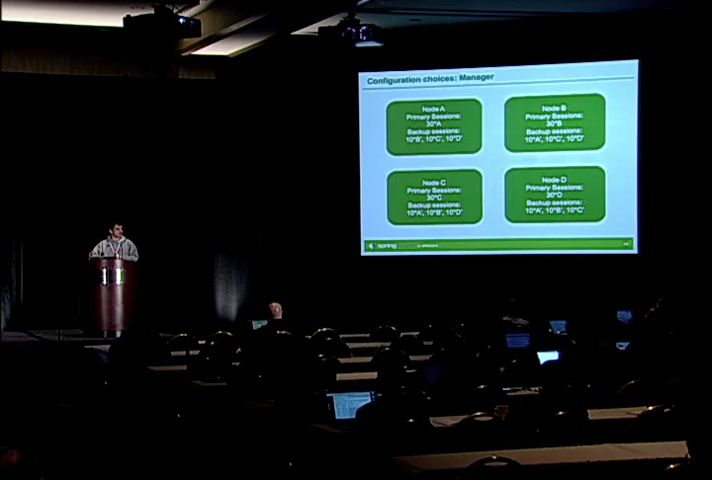 Configuration choices: Manager
Node A
Primary Sessions:
30*A
Backup sessions:
10*B', 10*C', 10*D'
Node B
Primary Sessions:
30*B
Backup sessions:
10*A', 10*C', 10*D'
Node C
Primary Sessions:
30*C
Backup sessions:
10*A', 10*B', 10*D'
Node D
Primary Sessions:
30*D
Backup sessions:
10*A', 10*B', 10*C'
spring